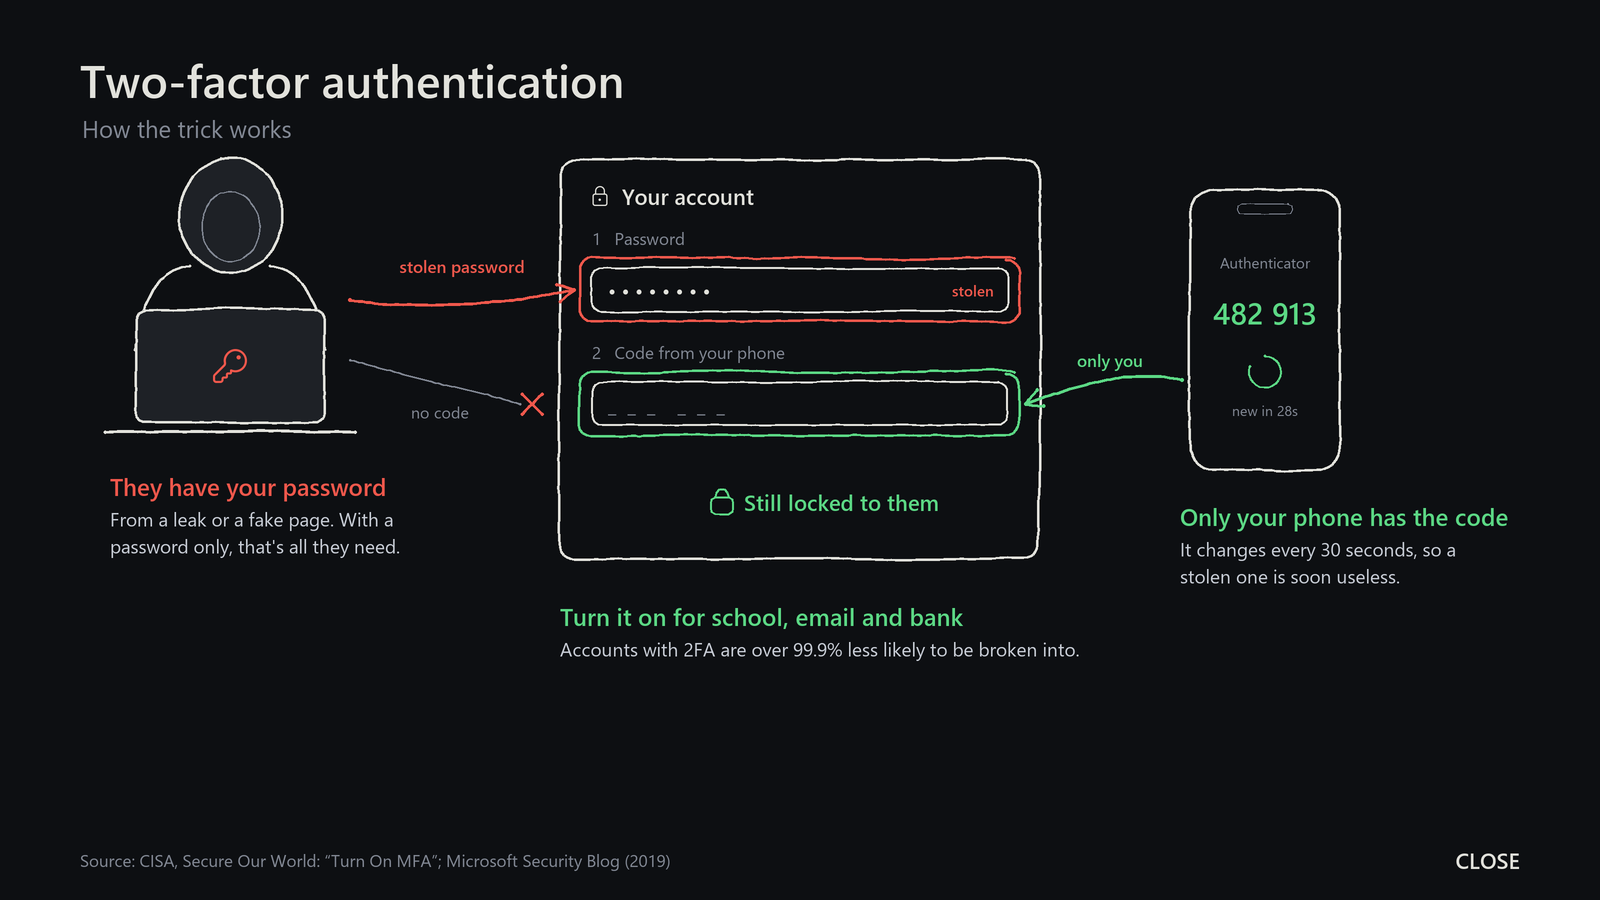 Two-factor authentication
How the trick works
Your account
1 Password
stolen password
•••••••• stolen
2 Code from your phone
no code
_ _ _ _ _ _
only you
Authenticator
482 913
new in 28s
Still locked to them
They have your password
From a leak or a fake page. With a
password only, that's all they need.
Only your phone has the code
It changes every 30 seconds, so a
stolen one is soon useless.
Turn it on for school, email and bank
Accounts with 2FA are over 99.9% less likely to be broken into.
Source: CISA, Secure Our World: “Turn On MFA”; Microsoft Security Blog (2019)
CLOSE